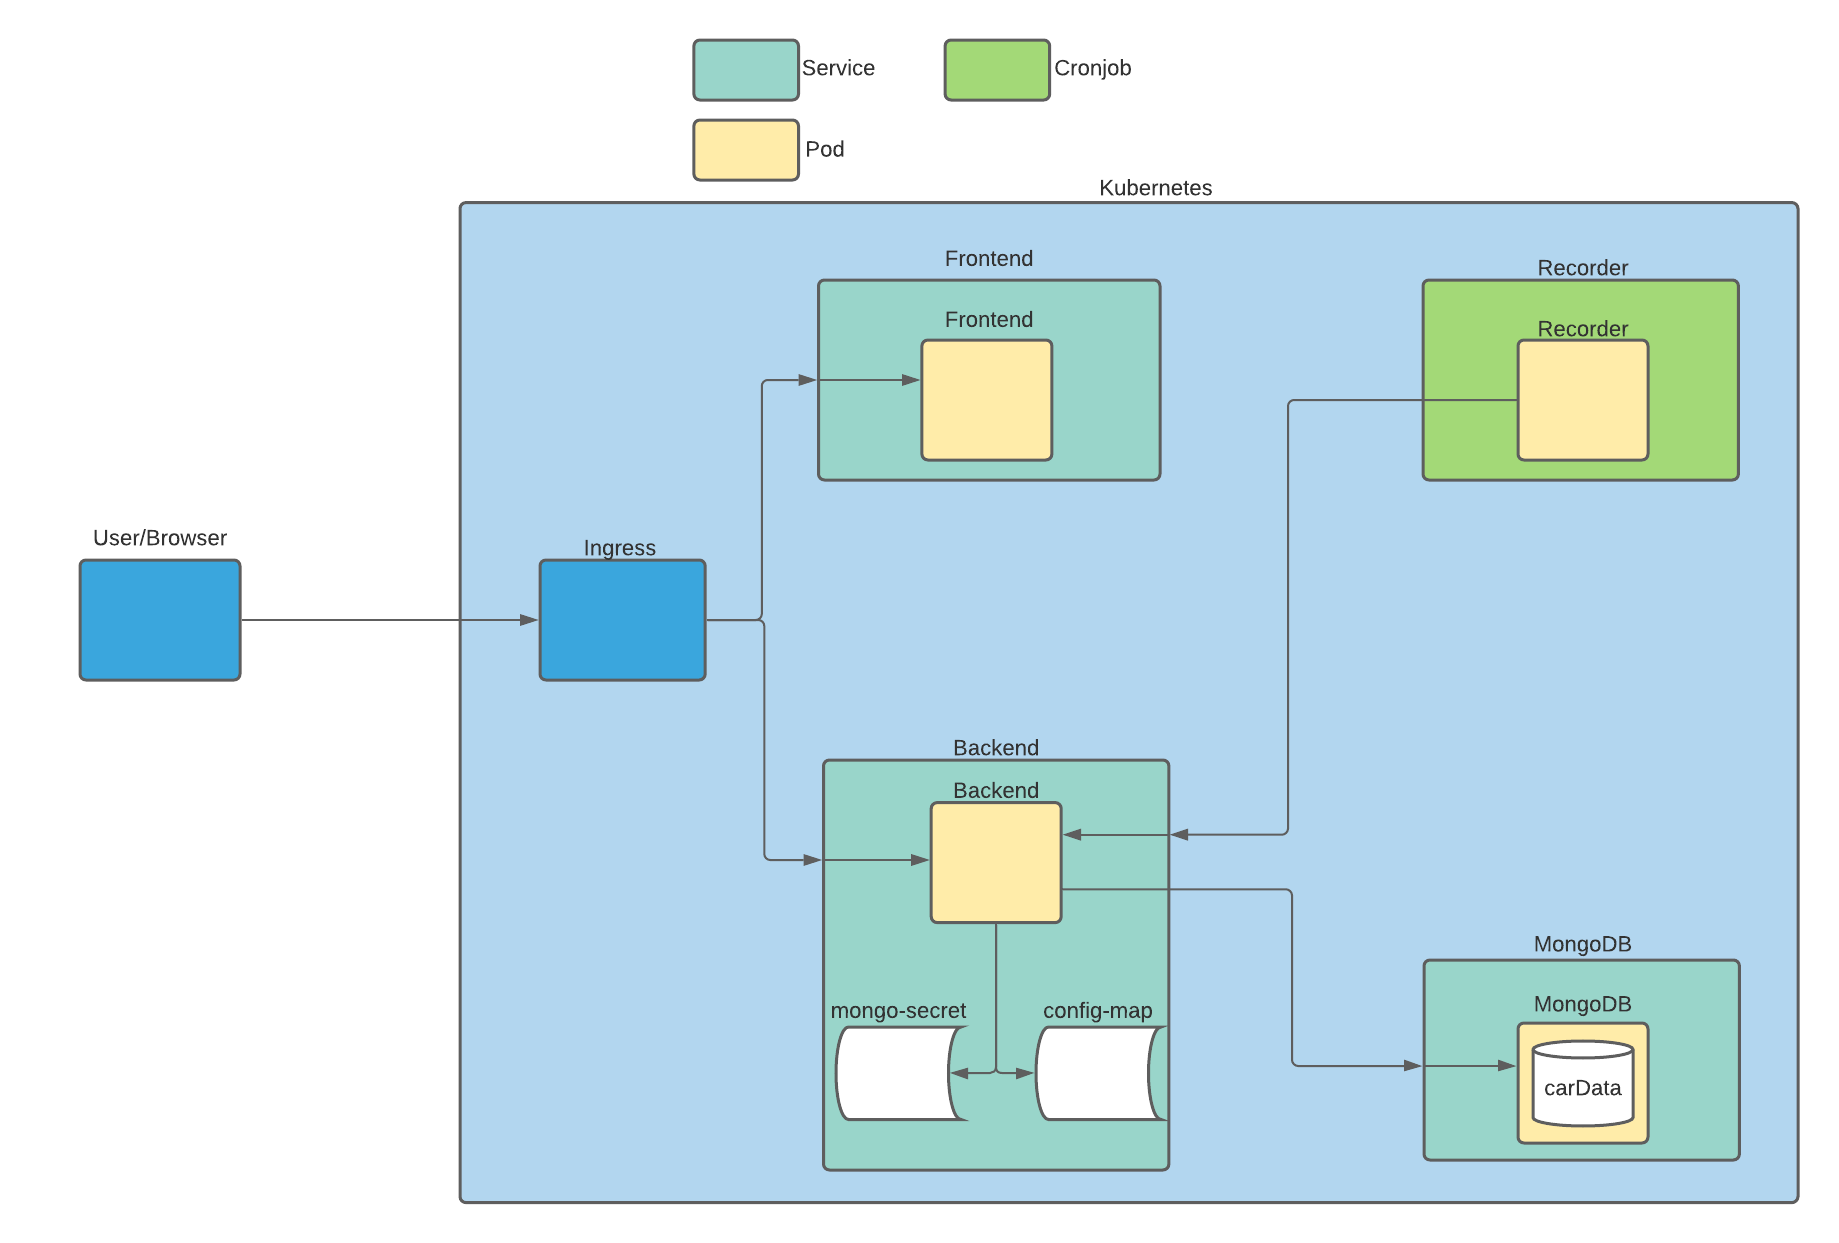 Service
Cronjob
Pod
Kubernetes
Frontend
Frontend
Recorder
Recorder
User/Browser
Ingress
Backend
Backend
mongo-secret
config-map
MongoDB
MongoDB
carData